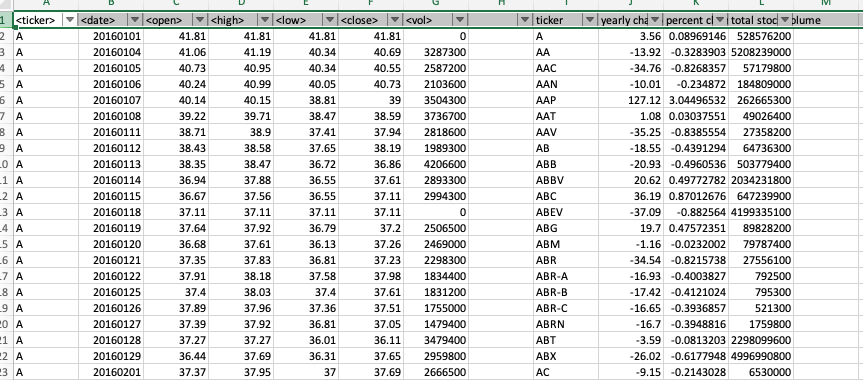 A B C D E F G H I J K L M
1 <ticker> <date> <open> <high> <low> <close> <vol> ticker yearly cha percent cl total stoc olume
2 A 20160101 41.81 41.81 41.81 41.81 0 A 3.56 0.08969146 528576200
3 A 20160104 41.06 41.19 40.34 40.69 3287300 AA -13.92 -0.3283903 5208239000
4 A 20160105 40.73 40.95 40.34 40.55 2587200 AAC -34.76 -0.8268357 57179800
5 A 20160106 40.24 40.99 40.05 40.73 2103600 AAN -10.01 -0.234872 184809000
6 A 20160107 40.14 40.15 38.81 39 3504300 AAP 127.12 3.04496532 262665300
7 A 20160108 39.22 39.71 38.47 38.59 3736700 AAT 1.08 0.03037551 49026400
8 A 20160111 38.71 38.9 37.41 37.94 2818600 AAV -35.25 -0.8385554 27358200
9 A 20160112 38.43 38.58 37.65 38.19 1989300 AB -18.55 -0.4391294 64736300
10 A 20160113 38.35 38.47 36.72 36.86 4206600 ABB -20.93 -0.4960536 503779400
11 A 20160114 36.94 37.88 36.55 37.61 2893300 ABBV 20.62 0.49772782 2034231800
12 A 20160115 36.67 37.56 36.55 37.11 2994300 ABC 36.19 0.87012676 647239900
13 A 20160118 37.11 37.11 37.11 37.11 0 ABEV -37.09 -0.882564 4199335100
14 A 20160119 37.64 37.92 36.79 37.2 2506500 ABG 19.7 0.47572351 89828200
15 A 20160120 36.68 37.61 36.13 37.26 2469000 ABM -1.16 -0.0232002 79787400
16 A 20160121 37.35 37.83 36.81 37.23 2298300 ABR -34.54 -0.8215738 27556100
17 A 20160122 37.91 38.18 37.58 37.98 1834400 ABR-A -16.93 -0.4003827 792500
18 A 20160125 37.4 38.03 37.4 37.61 1831200 ABR-B -17.42 -0.4121024 795300
19 A 20160126 37.89 37.96 37.36 37.51 1755000 ABR-C -16.65 -0.3936857 521300
20 A 20160127 37.39 37.92 36.81 37.05 1479400 ABRN -16.7 -0.3948816 1759800
21 A 20160128 37.27 37.27 36.01 36.11 3479400 ABT -3.59 -0.0813203 2298099600
22 A 20160129 36.44 37.69 36.31 37.65 2959800 ABX -26.02 -0.6177948 4996990800
23 A 20160201 37.37 37.95 37 37.69 2666500 AC -9.15 -0.2143028 6530000